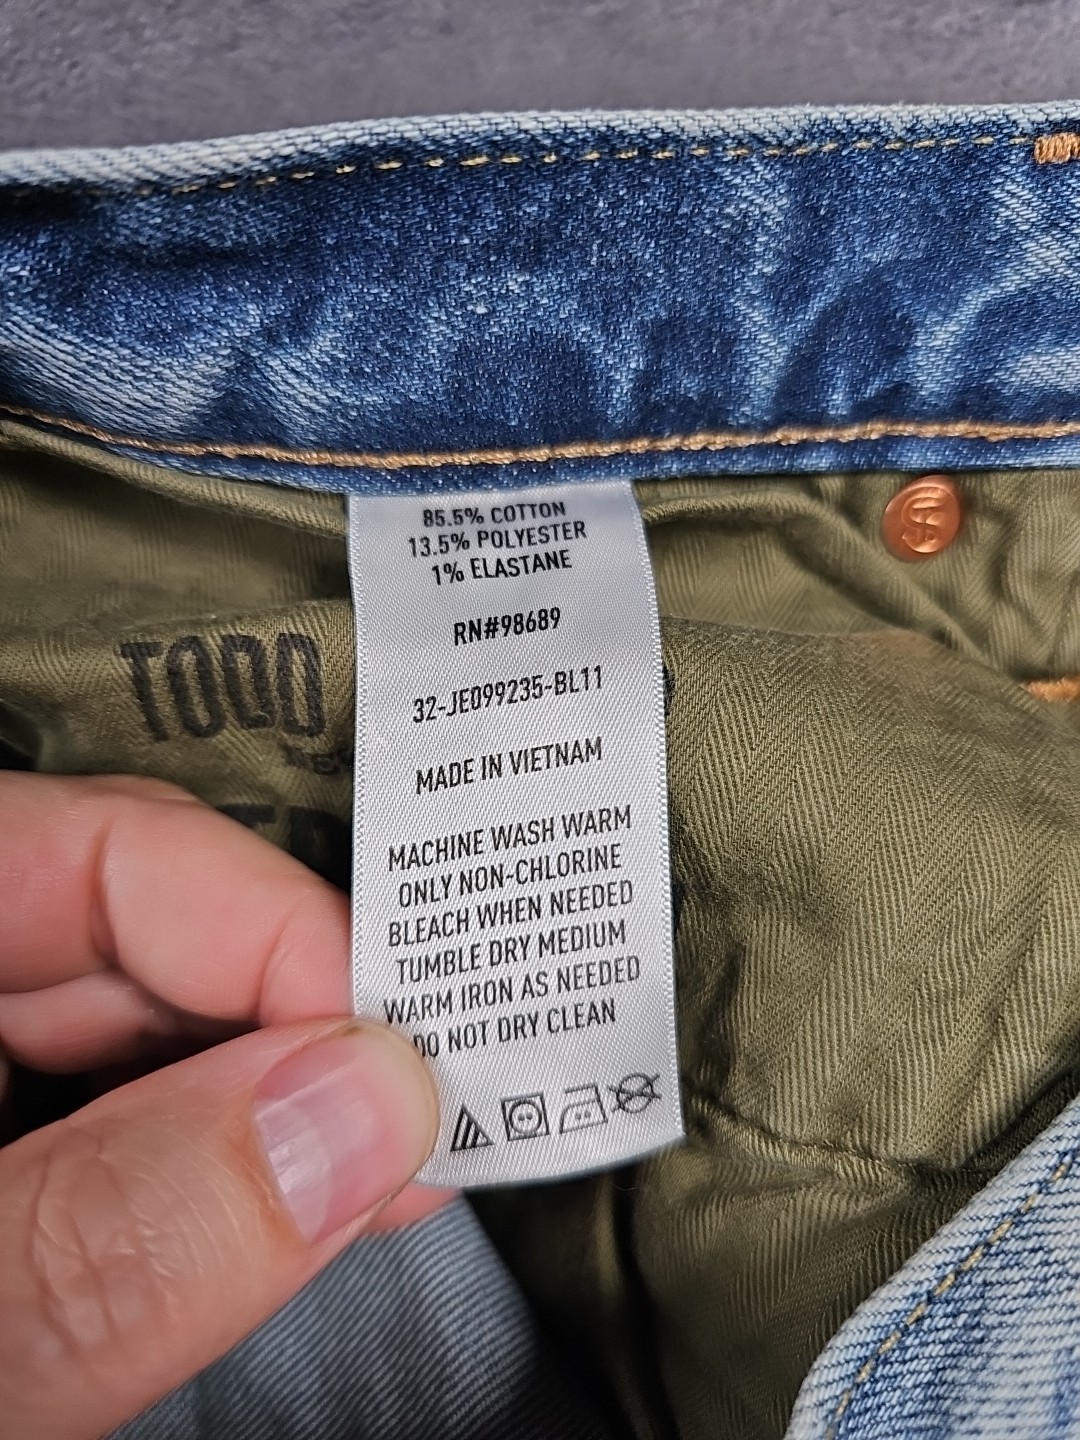 85.5% COTTON
13.5% POLYESTER
1% ELASTANE
RN#98689
32-JE099235-BL11
MADE IN VIETNAM
MACHINE WASH WARM
ONLY NON-CHLORINE
BLEACH WHEN NEEDED
TUMBLE DRY MEDIUM
WARM IRON AS NEEDED
DO NOT DRY CLEAN
TODD